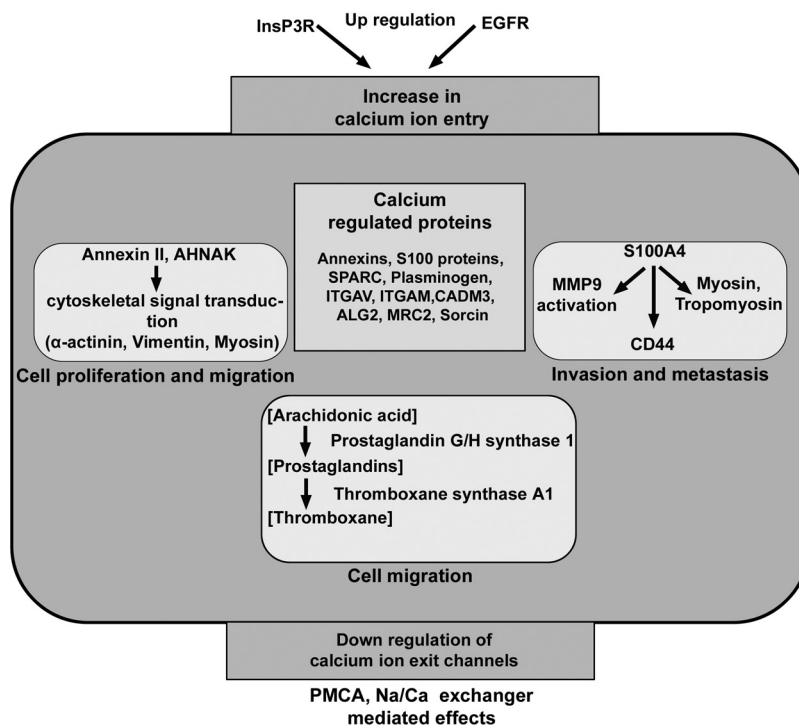 InsP3R
Up regulation
EGFR
Increase in
calcium ion entry
Calcium
regulated proteins
Annexins, S100 proteins,
SPARC, Plasminogen,
ITGAV, ITGAM,CADM3,
ALG2, MRC2, Sorcin
Annexin II, AHNAK
cytoskeletal signal transduc-
tion
(α-actinin, Vimentin, Myosin)
Cell proliferation and migration
S100A4
MMP9
activation
Myosin,
Tropomyosin
CD44
Invasion and metastasis
[Arachidonic acid]
Prostaglandin G/H synthase 1
[Prostaglandins]
Thromboxane synthase A1
[Thromboxane]
Cell migration
Down regulation of
calcium ion exit channels
PMCA, Na/Ca exchanger
mediated effects